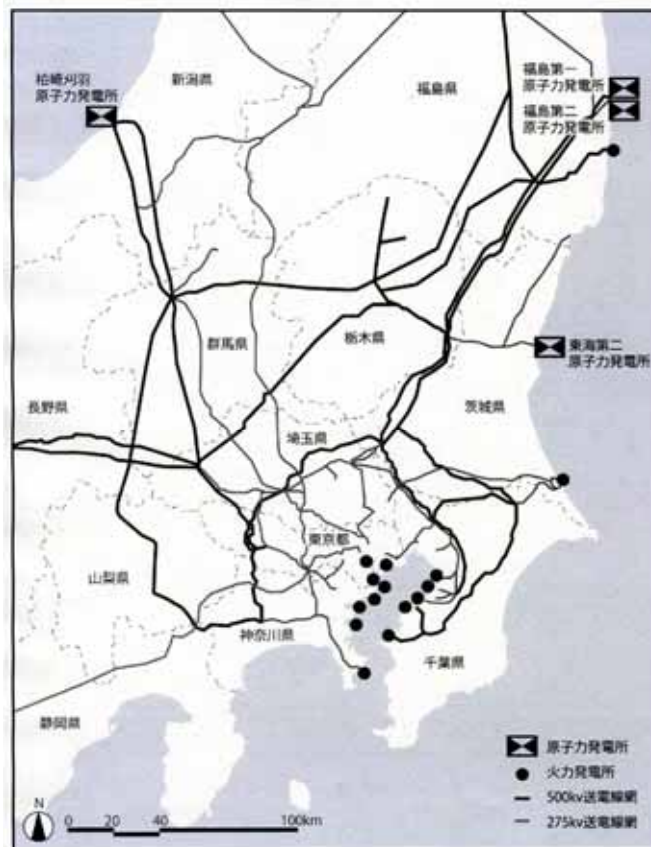 柏崎刈羽
原子力発電所
新潟県
福島県
福島第一
原子力発電所
福島第二
原子力発電所
群馬県
栃木県
東海第二
原子力発電所
長野県
茨城県
埼玉県
東京都
山梨県
神奈川県
千葉県
静岡県
原子力発電所
火力発電所
500kv送電線網
275kv送電線網
N
0 20 40 100km